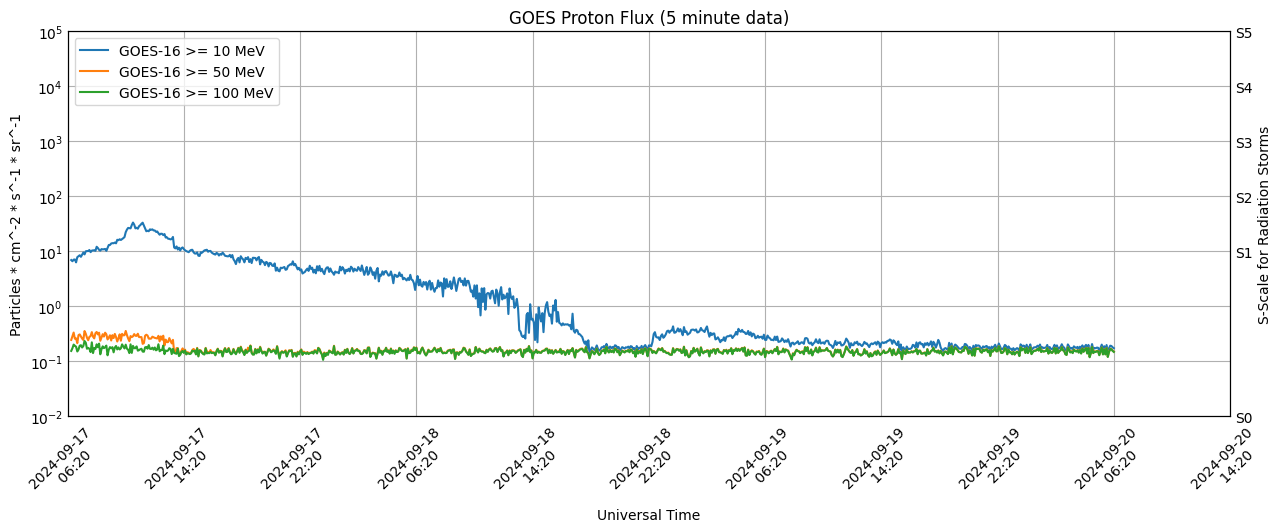 GOES Proton Flux (5 minute data)
GOES-16 >= 10 MeV
GOES-16 >= 50 MeV
GOES-16 >= 100 MeV
Particles * cm^-2 * s^-1 * sr^-1
10^5
10^4
10^3
10^2
10^1
10^0
10^-1
10^-2
S5
S4
S3
S2
S1
S0
S-Scale for Radiation Storms
2024-09-17
06:20
2024-09-17
14:20
2024-09-17
22:20
2024-09-18
06:20
2024-09-18
14:20
2024-09-18
22:20
2024-09-19
06:20
2024-09-19
14:20
2024-09-19
22:20
2024-09-20
06:20
2024-09-20
14:20
Universal Time